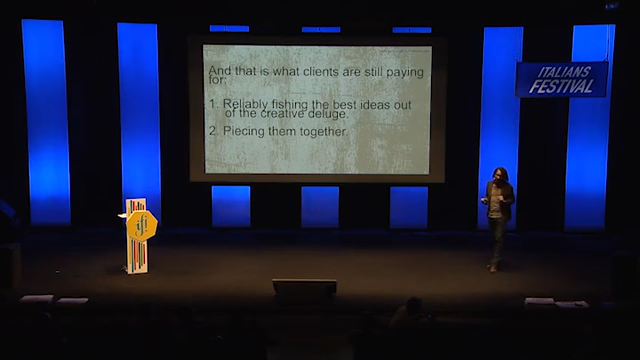 And that is what clients are still paying
for:
1. Reliably fishing the best ideas out
of the creative deluge.
2. Piecing them together.
ITALIANS
FESTIVAL